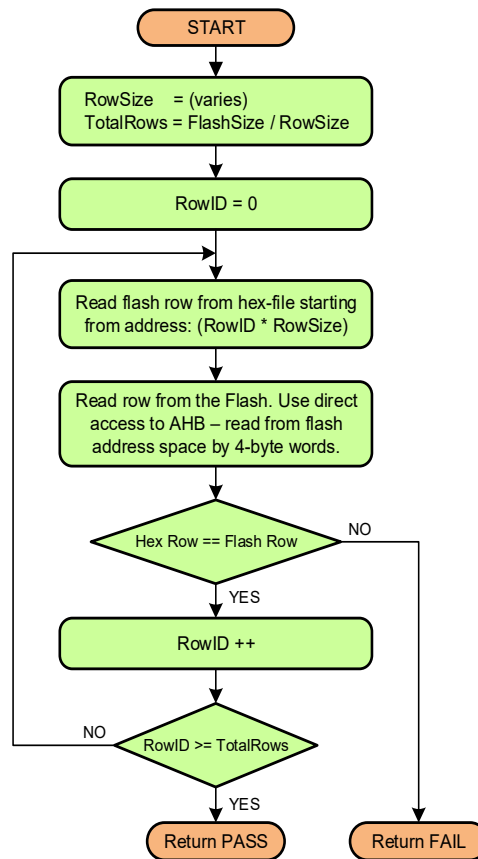 START
RowSize = (varies)
TotalRows = FlashSize / RowSize
RowID = 0
Read flash row from hex-file starting
from address: (RowID * RowSize)
Read row from the Flash. Use direct
access to AHB – read from flash
address space by 4-byte words.
Hex Row == Flash Row
NO
YES
RowID ++
NO
RowID >= TotalRows
YES
Return PASS
Return FAIL